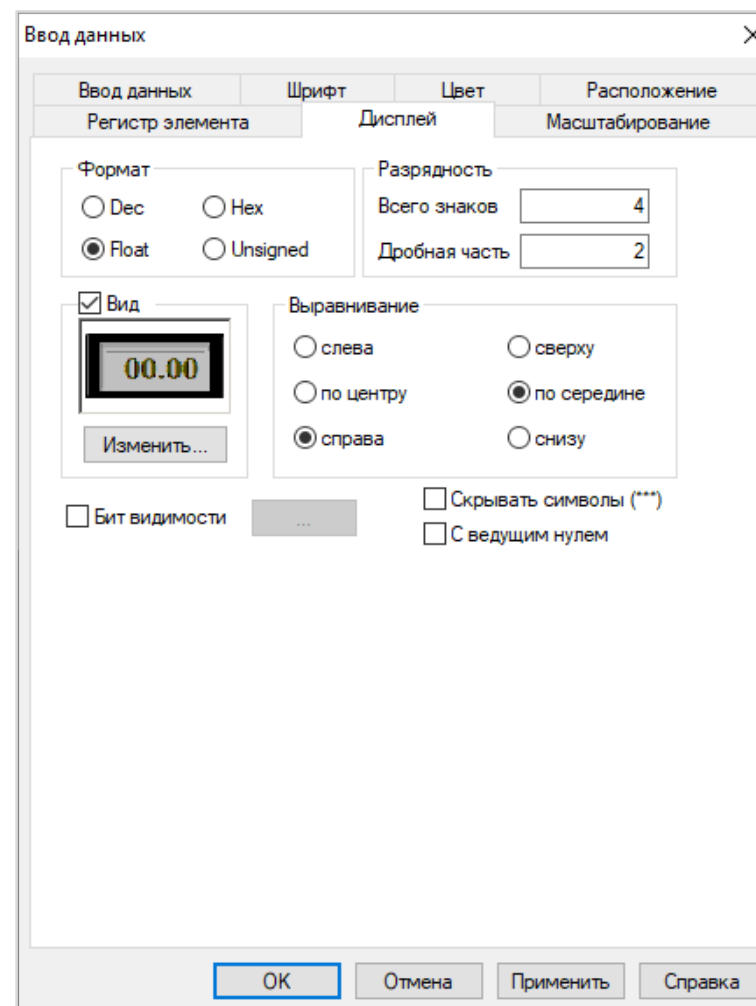 Ввод данных
Ввод данных Шрифт Цвет Расположение
Регистр элемента Дисплей Масштабирование
Формат Разрядность
Dec Hex Всего знаков 4
Float Unsigned Дробная часть 2
Вид Выравнивание
00.00 слева сверху
по центру по середине
Изменить... справа снизу
Бит видимости ... Скрывать символы (***)
С ведущим нулем
OK Отмена Применить Справка